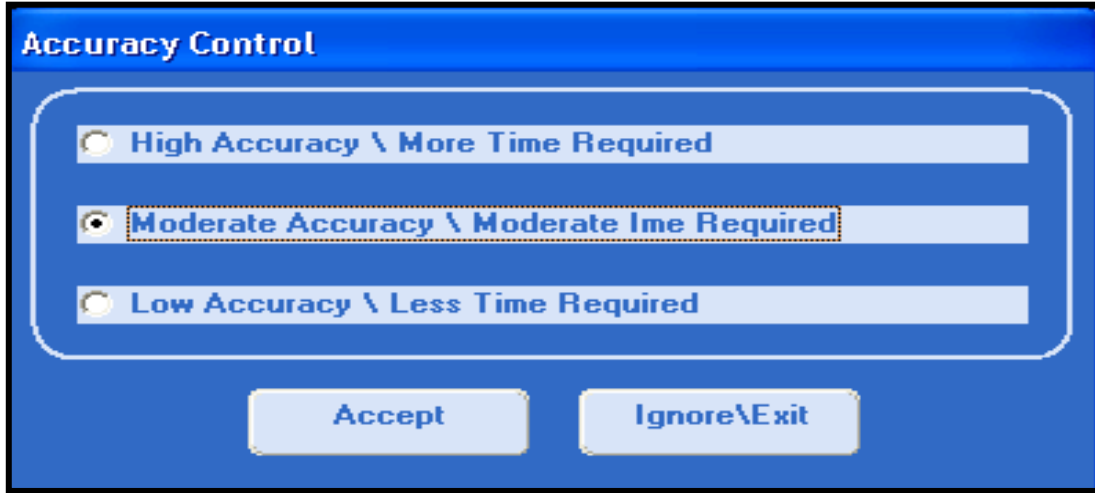 Accuracy Control
High Accuracy \ More Time Required
Moderate Accuracy \ Moderate Ime Required
Low Accuracy \ Less Time Required
Accept
Ignore\Exit